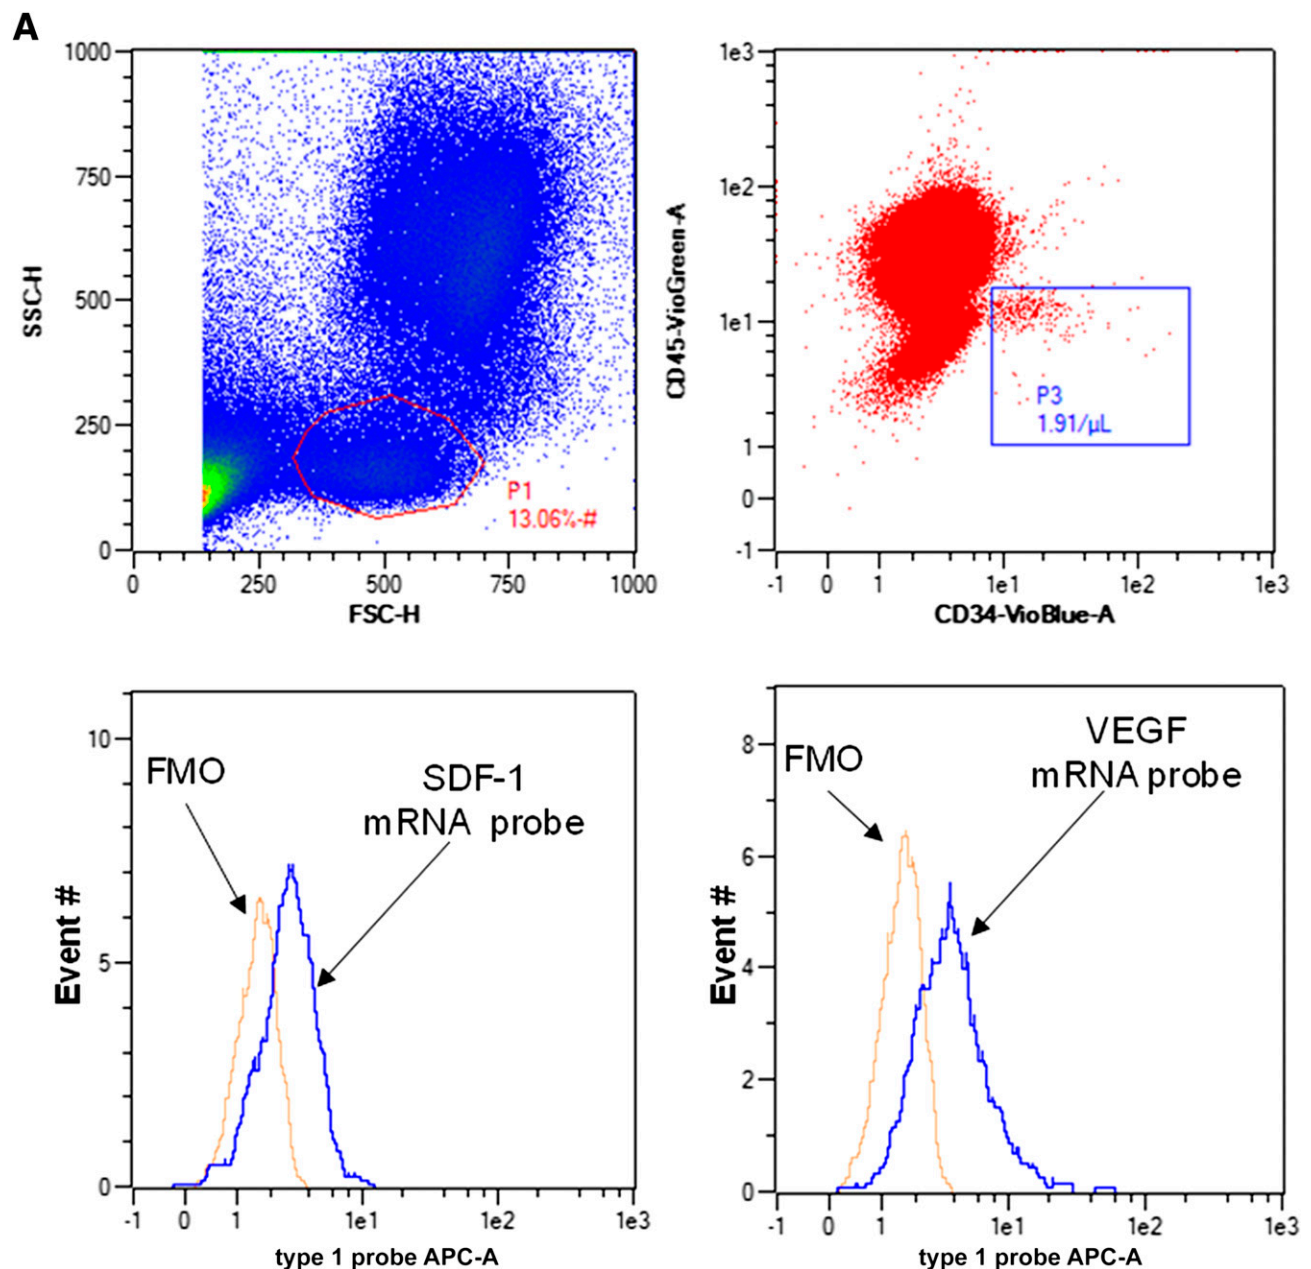 A
1000
750
500
250
0
SSC-H
P1
13.06%-#
0 250 500 750 1000
FSC-H
1e3
1e2
1e1
1
0
-1
CD45-VioGreen-A
P3
1.91/µL
-1 0 1 1e1 1e2 1e3
CD34-VioBlue-A
10
5
0
Event #
FMO
SDF-1
mRNA probe
-1 0 1 1e1 1e2 1e3
type 1 probe APC-A
8
6
4
2
0
Event #
FMO
VEGF
mRNA probe
-1 0 1 1e1 1e2 1e3
type 1 probe APC-A